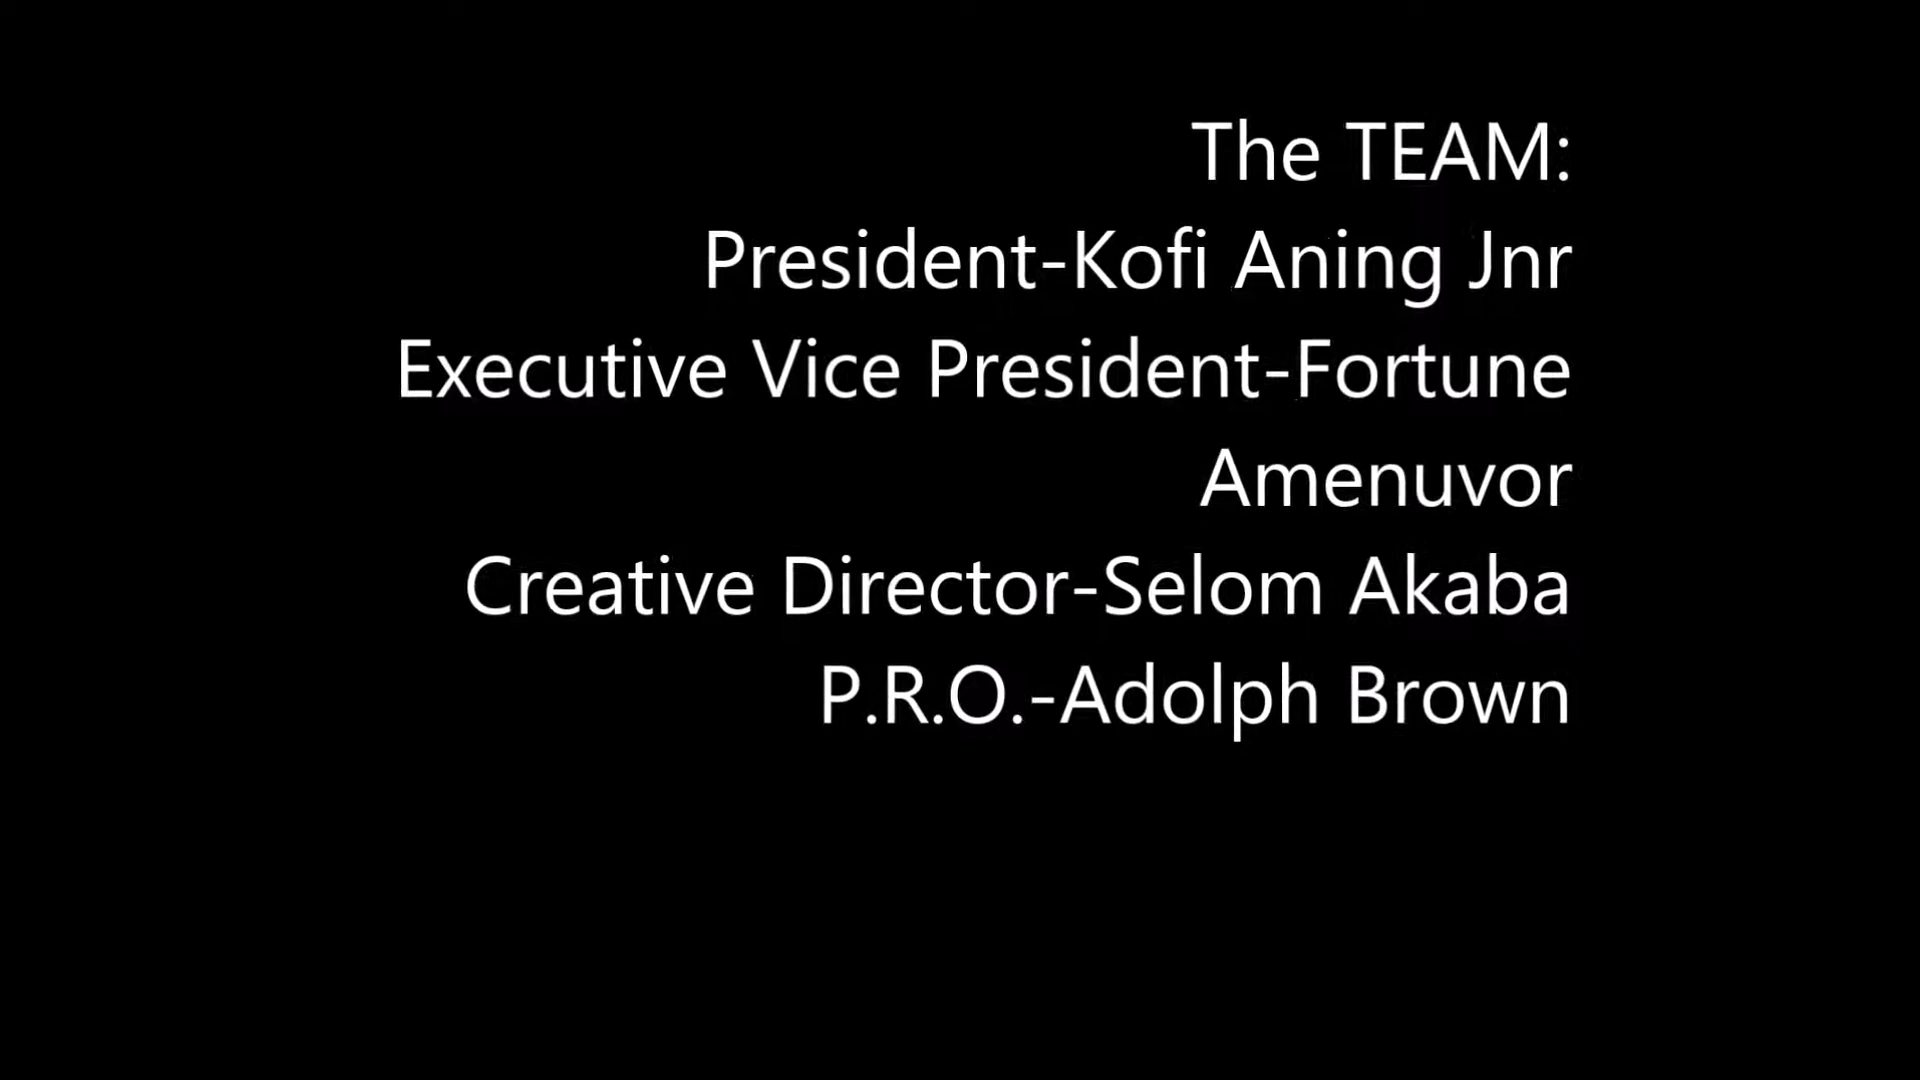 The TEAM:
President-Kofi Aning Jnr
Executive Vice President-Fortune
Amenuvor
Creative Director-Selom Akaba
P.R.O.-Adolph Brown